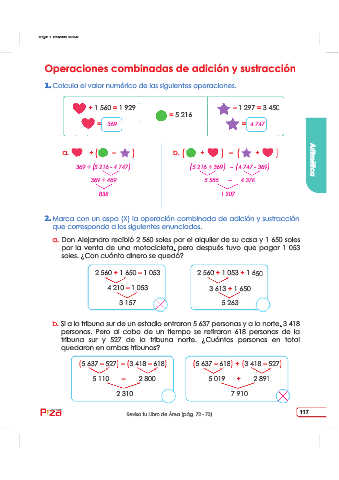 Operaciones combinadas de adición y sustracción
1. Calcula el valor numérico de las siguientes operaciones.
+ 1 560 = 1 929
= 369
= 5 216
– 1 297 = 3 450
= 4 747
a. + ( – )
369 + (5 216 – 4 747)
369 + 469
838
b. ( + ) – ( + )
(5 216 + 369) – (4 747 – 369)
5 585 – 4 378
1 207
Aritmética
2. Marca con un aspa (X) la operación combinada de adición y sustracción
que corresponda a los siguientes enunciados.
a. Don Alejandro recibió 2 560 soles por el alquiler de su casa y 1 650 soles
por la venta de una motocicleta, pero después tuvo que pagar 1 053
soles. ¿Con cuánto dinero se quedó?
2 560 + 1 650 – 1 053
4 210 – 1 053
3 157
2 560 + 1 053 + 1 650
3 613 + 1 650
5 263
b. Si a la tribuna sur de un estadio entraron 5 637 personas y a la norte, 3 418
personas. Pero al cabo de un tiempo se retiraron 618 personas de la
tribuna sur y 527 de la tribuna norte. ¿Cuántas personas en total
quedaron en ambas tribunas?
(5 637 – 527) – (3 418 – 618)
5 110 – 2 800
2 310
(5 637 – 618) + (3 418 – 527)
5 019 + 2 891
7 910
Revisa tu Libro de Área (pág. 72 - 73)
117